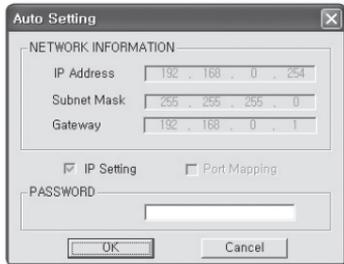 Auto Setting
NETWORK INFORMATION
IP Address 192 . 168 . 0 . 254
Subnet Mask 255 . 255 . 255 . 0
Gateway 192 . 168 . 0 . 1
IP Setting Port Mapping
PASSWORD
OK Cancel